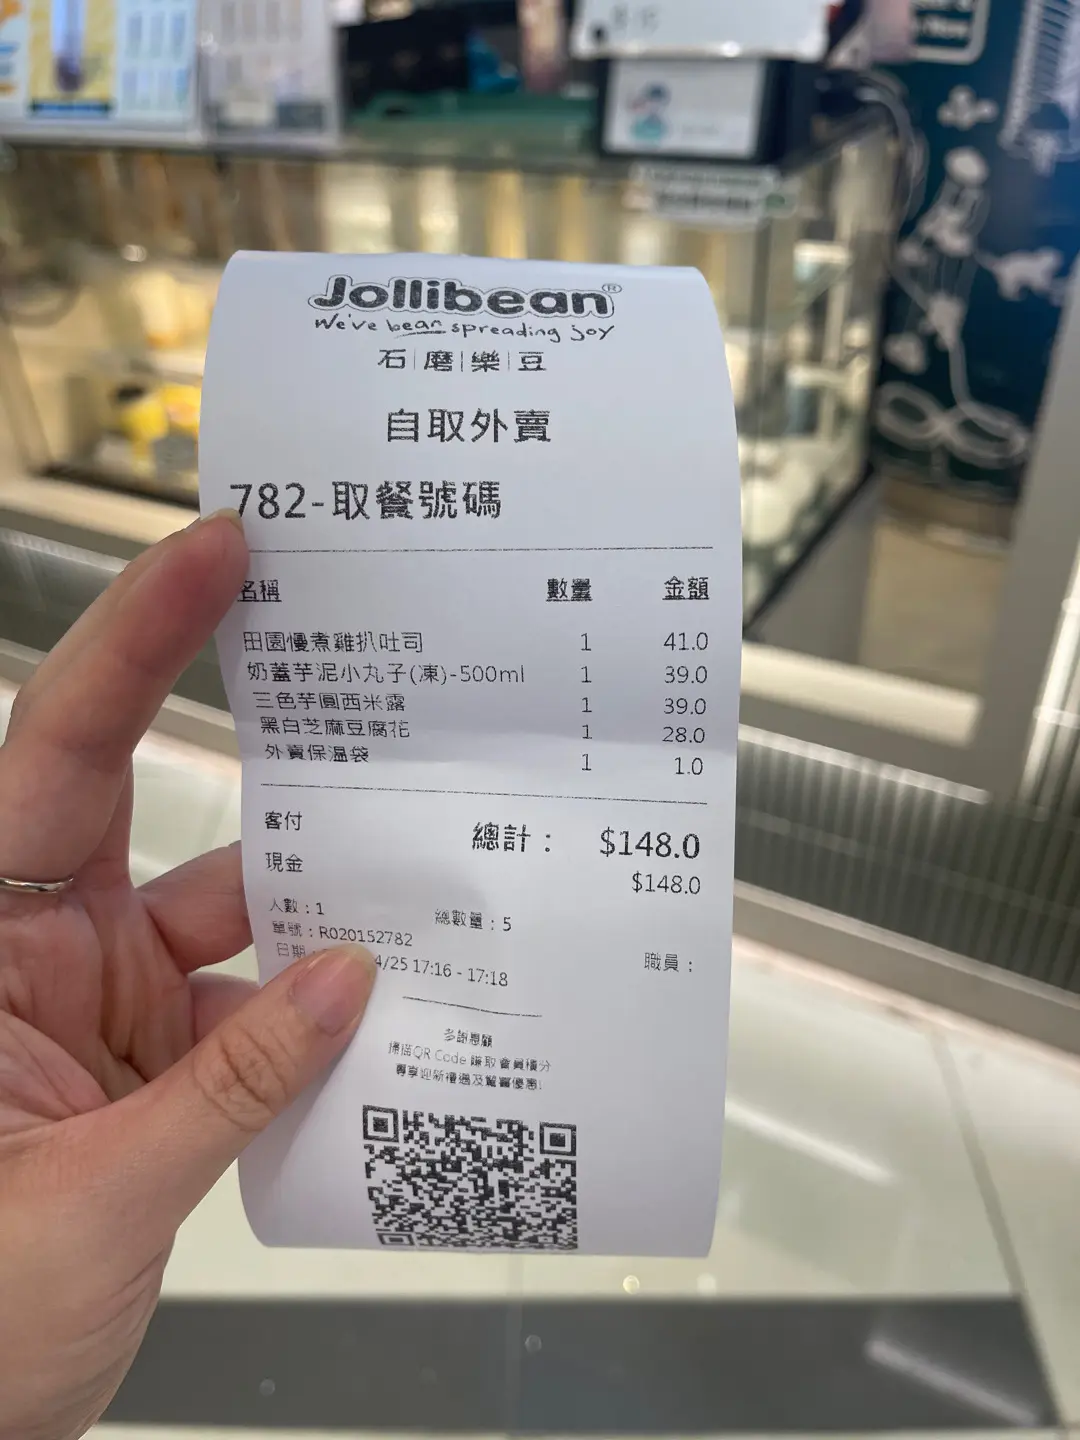 Jollibean®
We've bean spreading joy
石|磨|樂|豆
自取外賣
782-取餐號碼
名稱 數量 金額
田園慢煮雞扒吐司 1 41.0
奶蓋芋泥小丸子(凍)-500ml 1 39.0
三色芋圓西米露 1 39.0
黑白芝麻豆腐花 1 28.0
外賣保溫袋 1 1.0
客付 總計： $148.0
現金 $148.0
人數：1 總數量：5
單號：R020152782
日期 4/25 17:16 - 17:18 職員：
多謝惠顧
掃描QR Code 賺取會員積分
專享迎新禮遇及驚喜優惠!